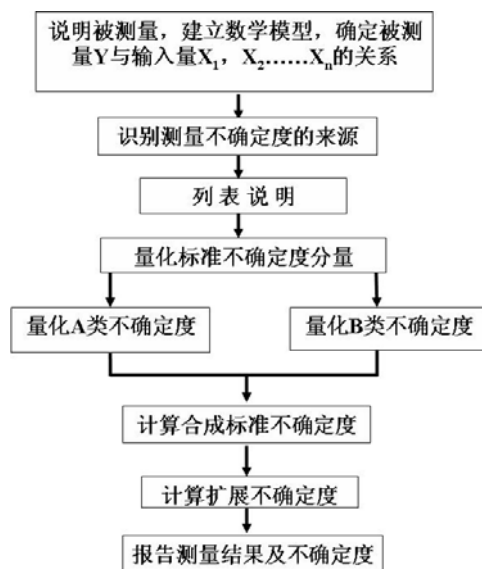 说明被测量，建立数学模型，确定被测
量Y与输入量X₁，X₂……Xₙ的关系
识别测量不确定度的来源
列 表 说 明
量化标准不确定度分量
量化A类不确定度
量化B类不确定度
计算合成标准不确定度
计算扩展不确定度
报告测量结果及不确定度